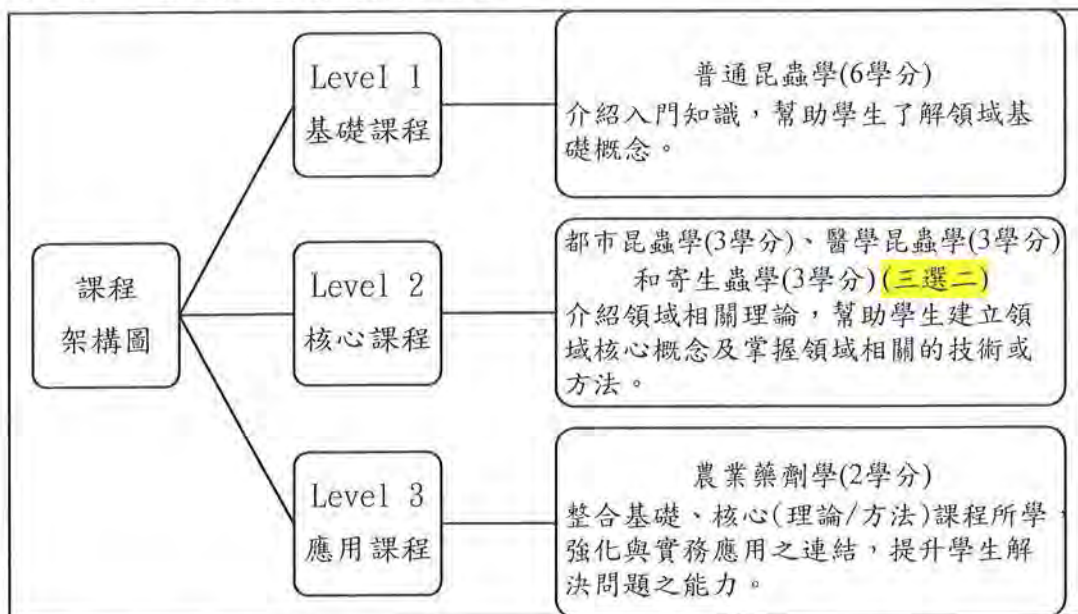 課程
架構圖
Level 1
基礎課程
普通昆蟲學(6學分)
介紹入門知識，幫助學生了解領域基
礎概念。
Level 2
核心課程
都市昆蟲學(3學分)、醫學昆蟲學(3學分)
和寄生蟲學(3學分)(三選二)
介紹領域相關理論，幫助學生建立領
域核心概念及掌握領域相關的技術或
方法。
Level 3
應用課程
農業藥劑學(2學分)
整合基礎、核心(理論/方法)課程所學
強化與實務應用之連結，提升學生解
決問題之能力。